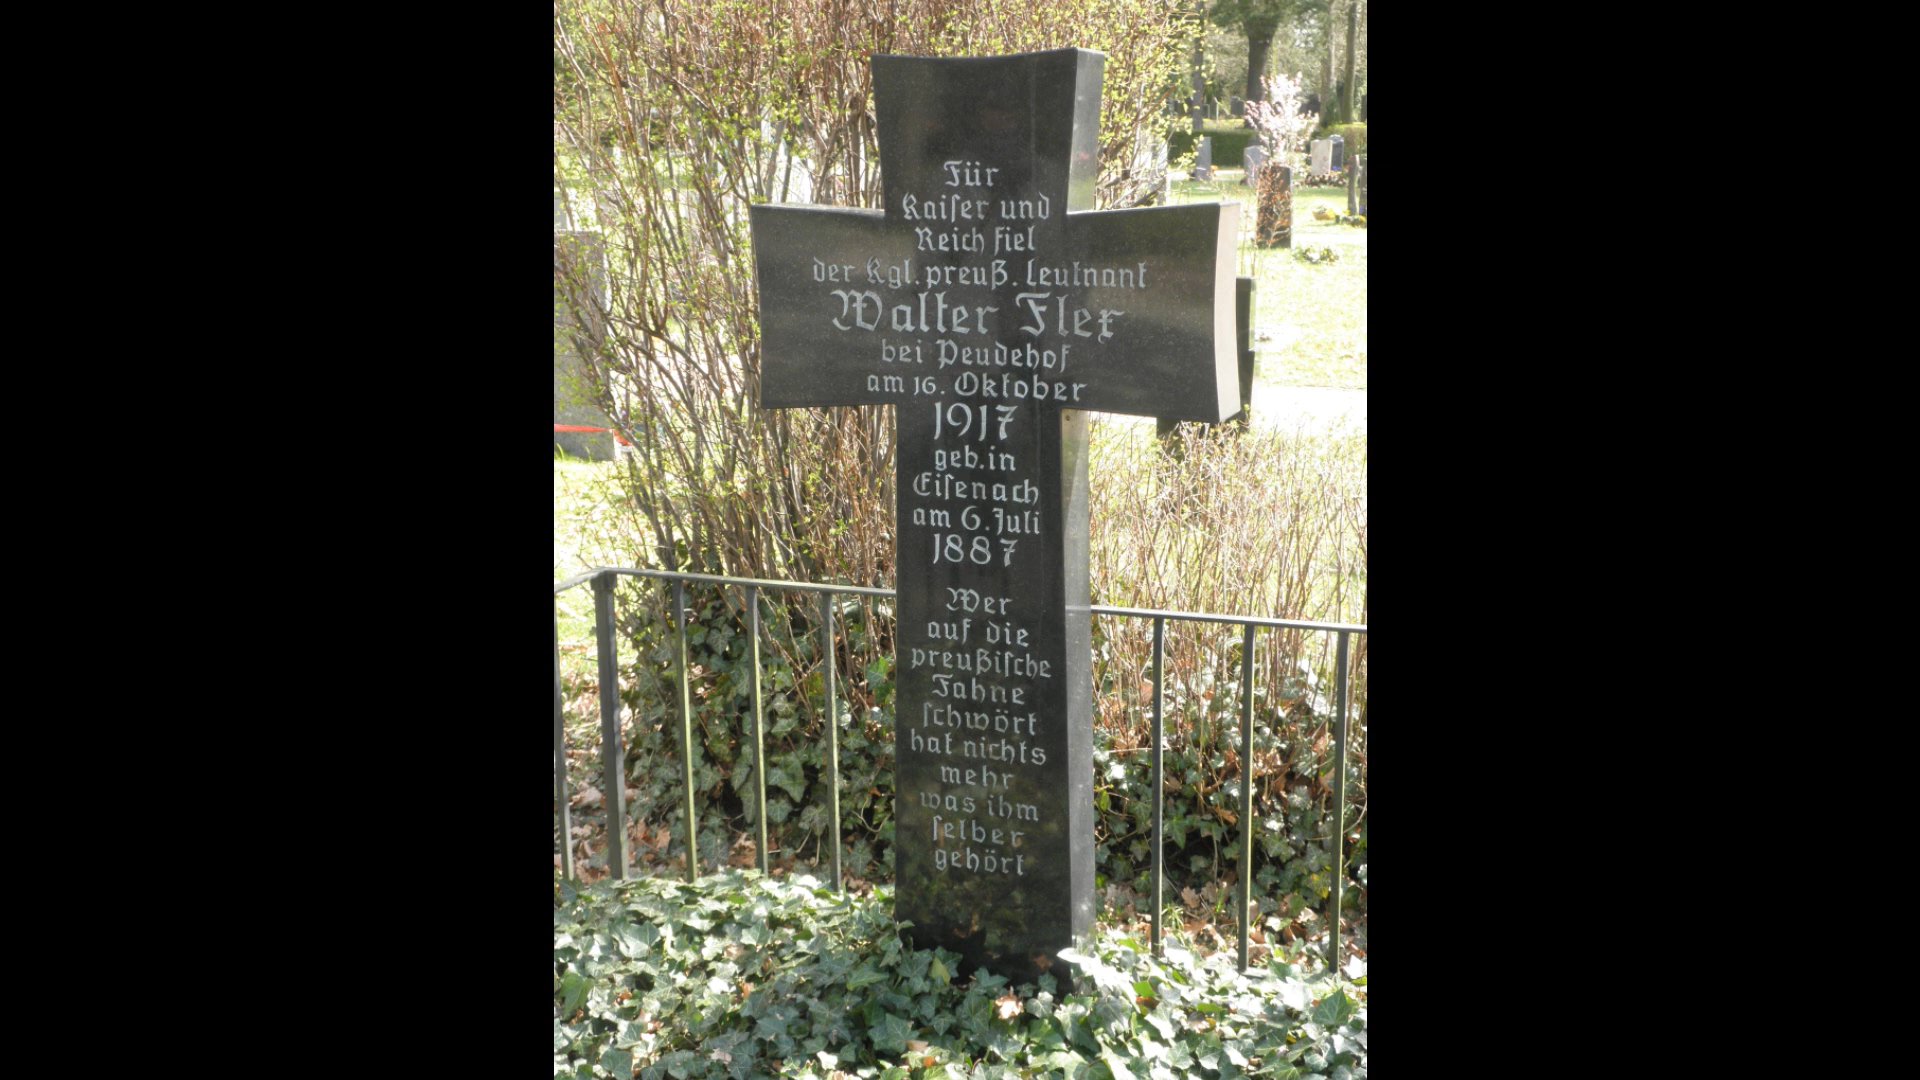 Für
Kaiſer und
Reich fiel
der Kgl. preuß. Leutnant
Walter Flex
bei Peudehof
am 16. Oktober
1917
geb. in
Eiſenach
am 6. Juli
1887
Wer
auf die
preußiſche
Fahne
ſchwört
hat nichts
mehr
was ihm
ſelber
gehört